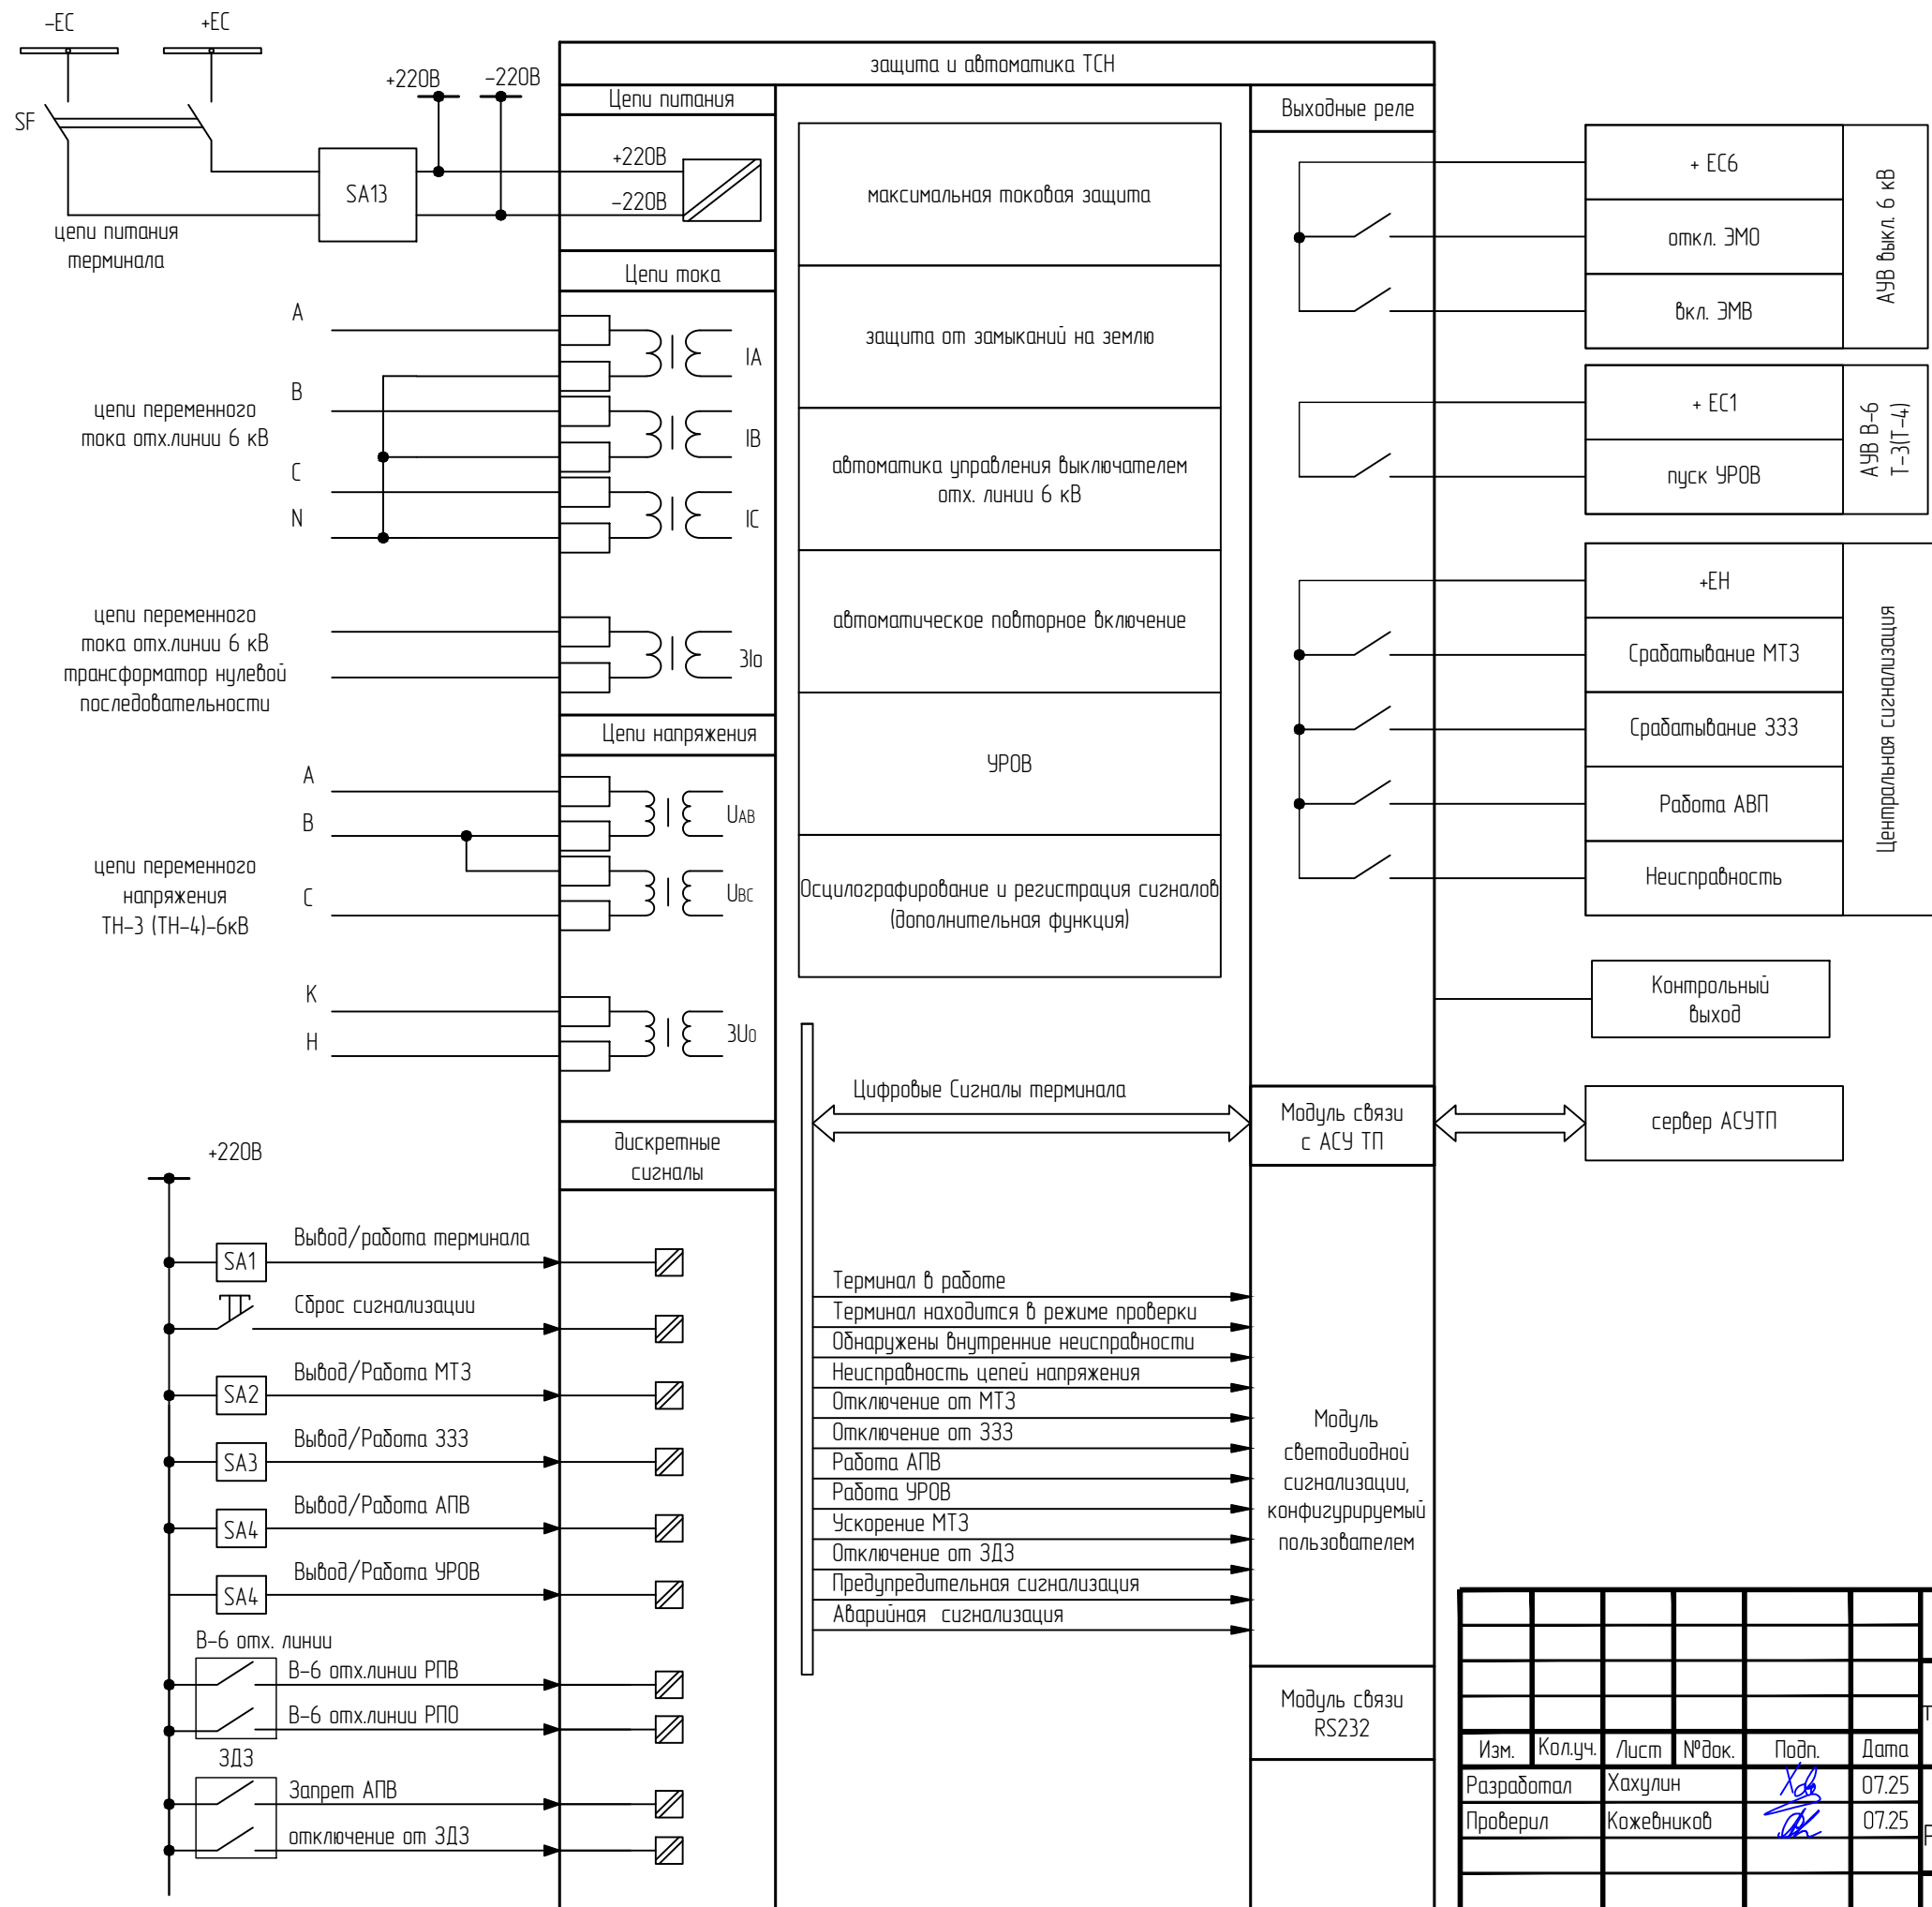 -ЕС
+ЕС
SF
+220В
-220В
SA13
цепи питания
терминала
защита и автоматика ТСН
Цепи питания
+220В
-220В
Цепи тока
A
B
C
N
цепи переменного
тока отх.линии 6 кВ
IA
IB
IC
цепи переменного
тока отх.линии 6 кВ
трансформатор нулевой
последовательности
3Io
Цепи напряжения
A
B
C
цепи переменного
напряжения
ТН-3 (ТН-4)-6кВ
UAB
UBC
K
H
3U0
дискретные
сигналы
+220В
SA1
Вывод/работа терминала
Сброс сигнализации
SA2
Вывод/Работа МТЗ
SA3
Вывод/Работа ЗЗЗ
SA4
Вывод/Работа АПВ
SA4
Вывод/Работа УРОВ
В-6 отх. линии
В-6 отх.линии РПВ
В-6 отх.линии РПО
ЗДЗ
Запрет АПВ
отключение от ЗДЗ
максимальная токовая защита
защита от замыканий на землю
автоматика управления выключателем
отх. линии 6 кВ
автоматическое повторное включение
УРОВ
Осцилографирование и регистрация сигналов
(дополнительная функция)
Цифровые Сигналы терминала
Терминал в работе
Терминал находится в режиме проверки
Обнаружены внутренние неисправности
Неисправность цепей напряжения
Отключение от МТЗ
Отключение от ЗЗЗ
Работа АПВ
Работа УРОВ
Ускорение МТЗ
Отключение от ЗДЗ
Предупредительная сигнализация
Аварийная сигнализация
Выходные реле
Модуль связи
с АСУ ТП
Модуль
светодиодной
сигнализации,
конфигурируемый
пользователем
Модуль связи
RS232
+ ЕС6
откл. ЭМО
вкл. ЭМВ
АУВ выкл. 6 кВ
+ ЕС1
пуск УРОВ
АУВ В-6
Т-3(Т-4)
+ЕН
Срабатывание МТЗ
Срабатывание ЗЗЗ
Работа АВП
Неисправность
Центральная сигнализация
Контрольный
выход
сервер АСУТП
Изм. Кол.уч. Лист №док. Подп. Дата
Разработал Хахулин 07.25
Проверил Кожевников 07.25